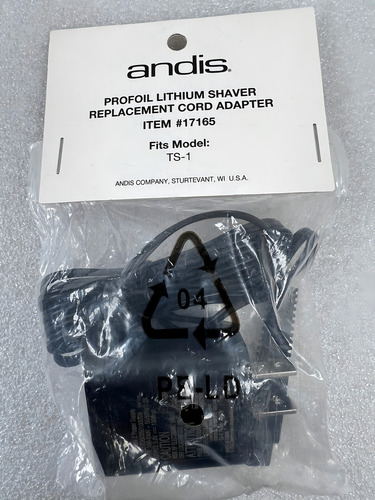 andis®
PROFOIL LITHIUM SHAVER
REPLACEMENT CORD ADAPTER
ITEM #17165
Fits Model:
TS-1
ANDIS COMPANY, STURTEVANT, WI U.S.A.
04
PE-LD